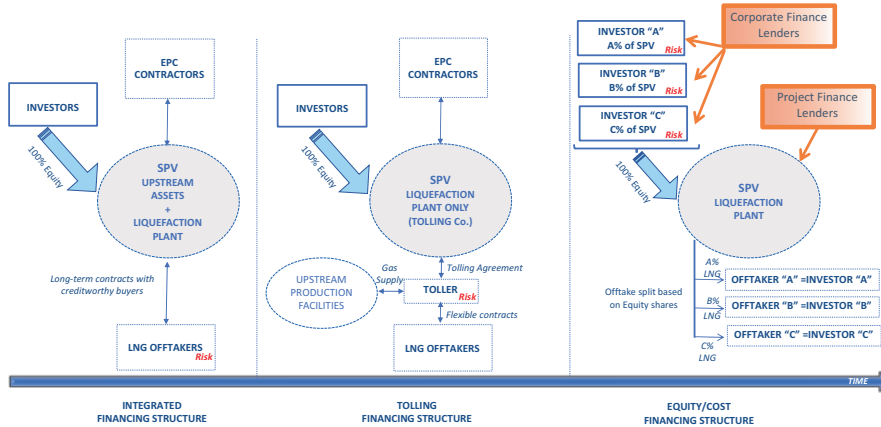 INVESTORS
100% Equity
EPC
CONTRACTORS
SPV
UPSTREAM
ASSETS
+
LIQUEFACTION
PLANT
Long-term contracts with
creditworthy buyers
LNG OFFTAKERS
Risk
INVESTORS
100% Equity
EPC
CONTRACTORS
SPV
LIQUEFACTION
PLANT ONLY
(TOLLING Co.)
Gas
Supply
Tolling Agreement
UPSTREAM
PRODUCTION
FACILITIES
TOLLER
Risk
Flexible contracts
LNG OFFTAKERS
INVESTOR “A”
A% of SPV
Risk
INVESTOR “B”
B% of SPV
Risk
INVESTOR “C”
C% of SPV
Risk
Corporate Finance
Lenders
Project Finance
Lenders
100% Equity
SPV
LIQUEFACTION
PLANT
Offtake split based
on Equity shares
A%
LNG
OFFTAKER “A” =INVESTOR “A”
B%
LNG
OFFTAKER “B” =INVESTOR “B”
C%
LNG
OFFTAKER “C” =INVESTOR “C”
TIME
INTEGRATED
FINANCING STRUCTURE
TOLLING
FINANCING STRUCTURE
EQUITY/COST
FINANCING STRUCTURE